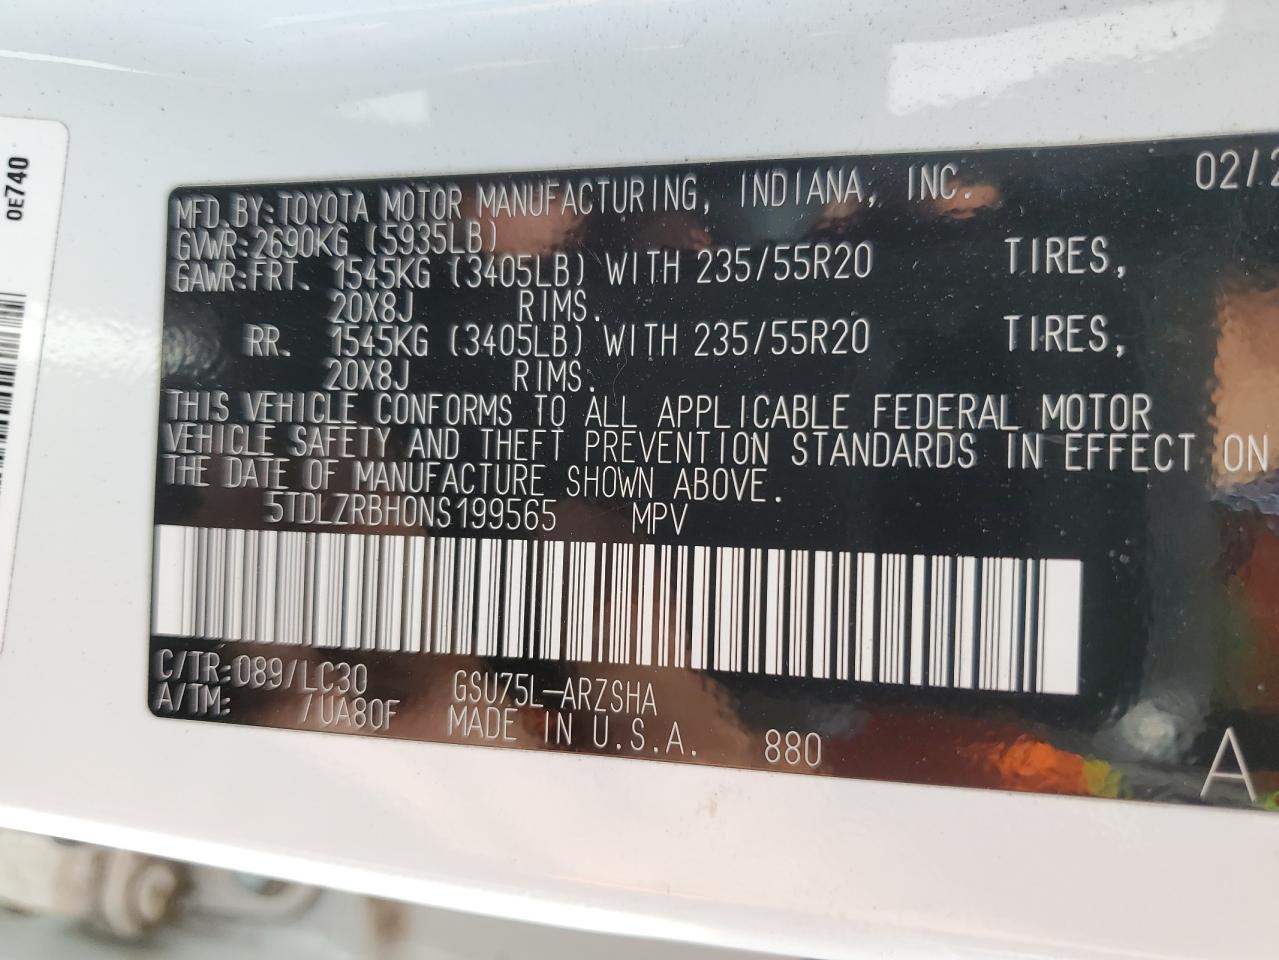 0E740
MFD.BY:TOYOTA MOTOR MANUFACTURING, INDIANA, INC. 02/2
GVWR:2690KG (5935LB)
GAWR:FRT. 1545KG (3405LB) WITH 235/55R20 TIRES,
20X8J RIMS.
RR. 1545KG (3405LB) WITH 235/55R20 TIRES,
20X8J RIMS.
THIS VEHICLE CONFORMS TO ALL APPLICABLE FEDERAL MOTOR
VEHICLE SAFETY AND THEFT PREVENTION STANDARDS IN EFFECT ON
THE DATE OF MANUFACTURE SHOWN ABOVE.
5TDLZRBH0NS199565 MPV
C/TR:089/LC30 GSU75L-ARZSHA
A/TM: /UA80F MADE IN U.S.A. 880
A